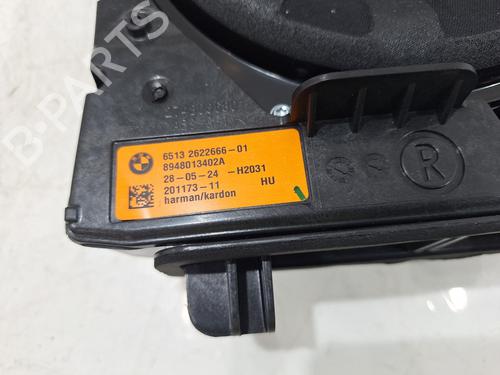 B-PARTS
6513 2622666-01
8948013402A
28-05-24 -H2031
201173-11 HU
harman/kardon
R